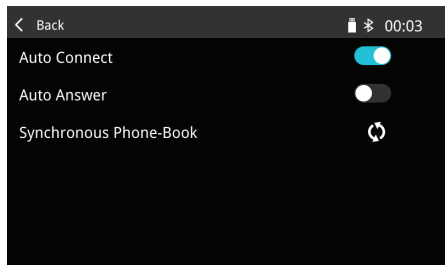 Back 00:03
Auto Connect
Auto Answer
Synchronous Phone-Book